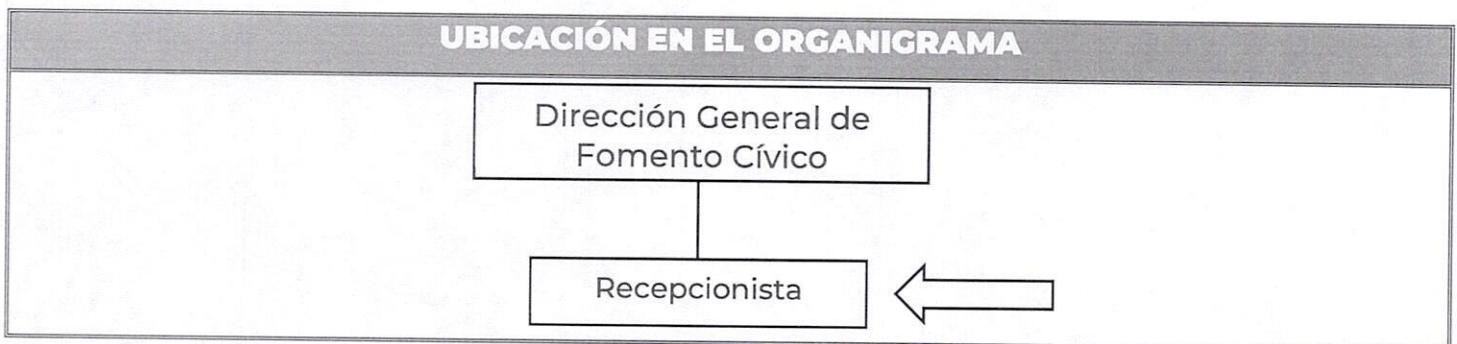 UBICACIÓN EN EL ORGANIGRAMA
Dirección General de
Fomento Cívico
Recepcionista